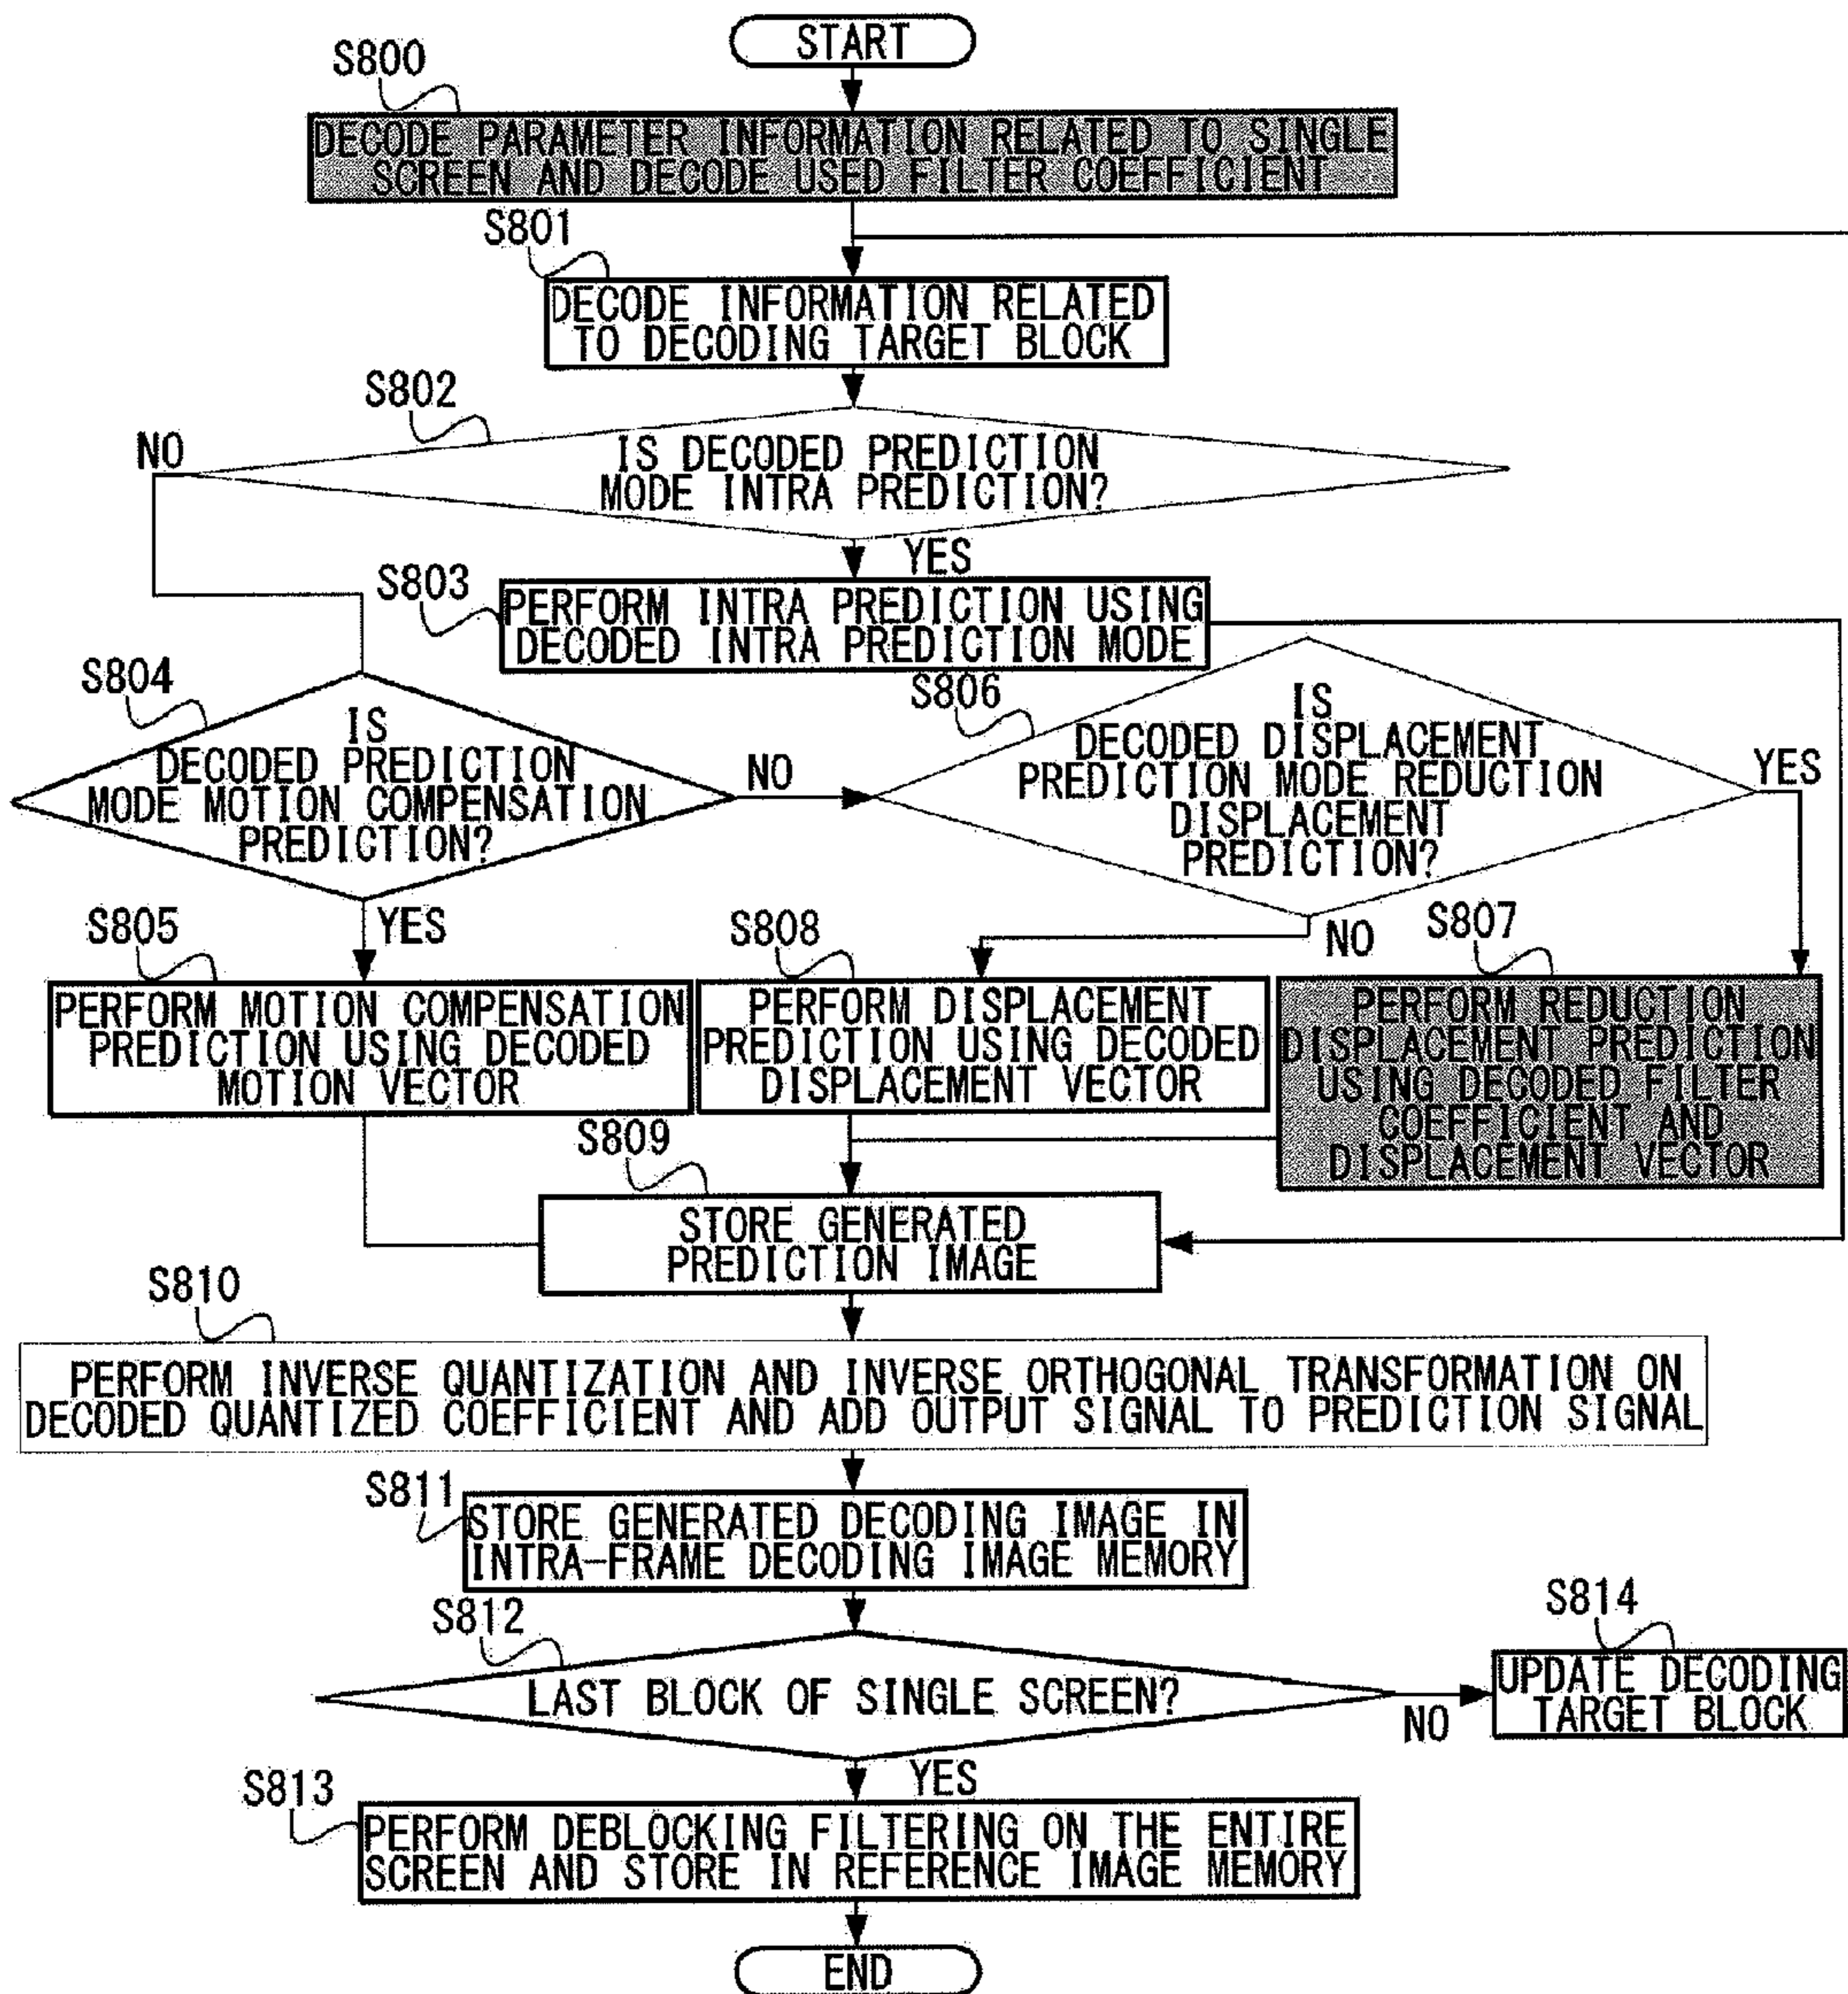 START
S800
DECODE PARAMETER INFORMATION RELATED TO SINGLE
SCREEN AND DECODE USED FILTER COEFFICIENT
S801
DECODE INFORMATION RELATED
TO DECODING TARGET BLOCK
S802
NO
IS DECODED PREDICTION
MODE INTRA PREDICTION?
YES
S803
PERFORM INTRA PREDICTION USING
DECODED INTRA PREDICTION MODE
S804
IS
DECODED PREDICTION
MODE MOTION COMPENSATION
PREDICTION?
NO
S806
IS
DECODED DISPLACEMENT
PREDICTION MODE REDUCTION
DISPLACEMENT
PREDICTION?
YES
YES
NO
S805
PERFORM MOTION COMPENSATION
PREDICTION USING DECODED
MOTION VECTOR
S808
PERFORM DISPLACEMENT
PREDICTION USING DECODED
DISPLACEMENT VECTOR
S807
PERFORM REDUCTION
DISPLACEMENT PREDICTION
USING DECODED FILTER
COEFFICIENT AND
DISPLACEMENT VECTOR
S809
STORE GENERATED
PREDICTION IMAGE
S810
PERFORM INVERSE QUANTIZATION AND INVERSE ORTHOGONAL TRANSFORMATION ON
DECODED QUANTIZED COEFFICIENT AND ADD OUTPUT SIGNAL TO PREDICTION SIGNAL
S811
STORE GENERATED DECODING IMAGE IN
INTRA-FRAME DECODING IMAGE MEMORY
S812
LAST BLOCK OF SINGLE SCREEN?
NO
S814
UPDATE DECODING
TARGET BLOCK
YES
S813
PERFORM DEBLOCKING FILTERING ON THE ENTIRE
SCREEN AND STORE IN REFERENCE IMAGE MEMORY
END